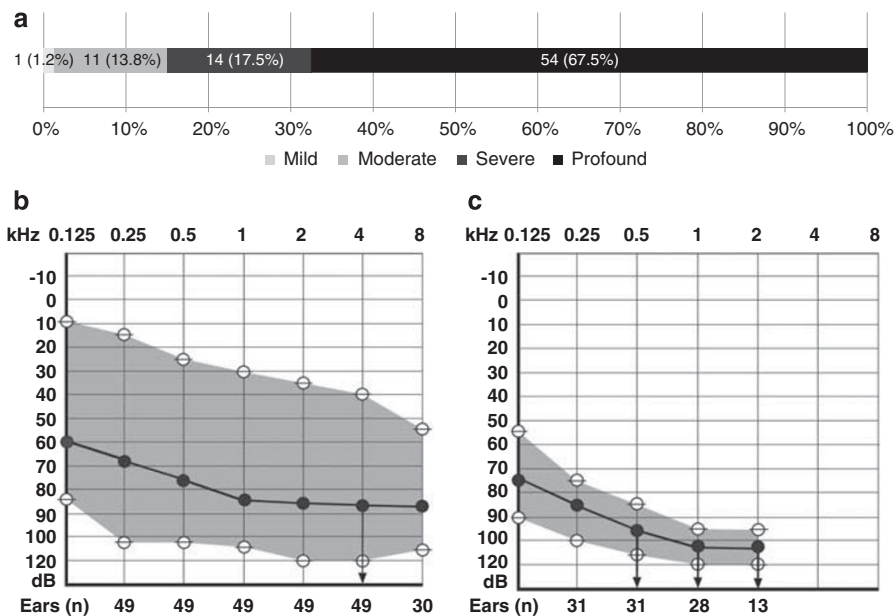 a
1 (1.2%) 11 (13.8%) 14 (17.5%) 54 (67.5%)
0% 10% 20% 30% 40% 50% 60% 70% 80% 90% 100%
Mild Moderate Severe Profound
b
kHz 0.125 0.25 0.5 1 2 4 8
-10
0
10
20
30
40
50
60
70
80
90
100
120
dB
Ears (n) 49 49 49 49 49 30
c
kHz 0.125 0.25 0.5 1 2 4 8
-10
0
10
20
30
40
50
60
70
80
90
100
120
dB
Ears (n) 31 31 28 13